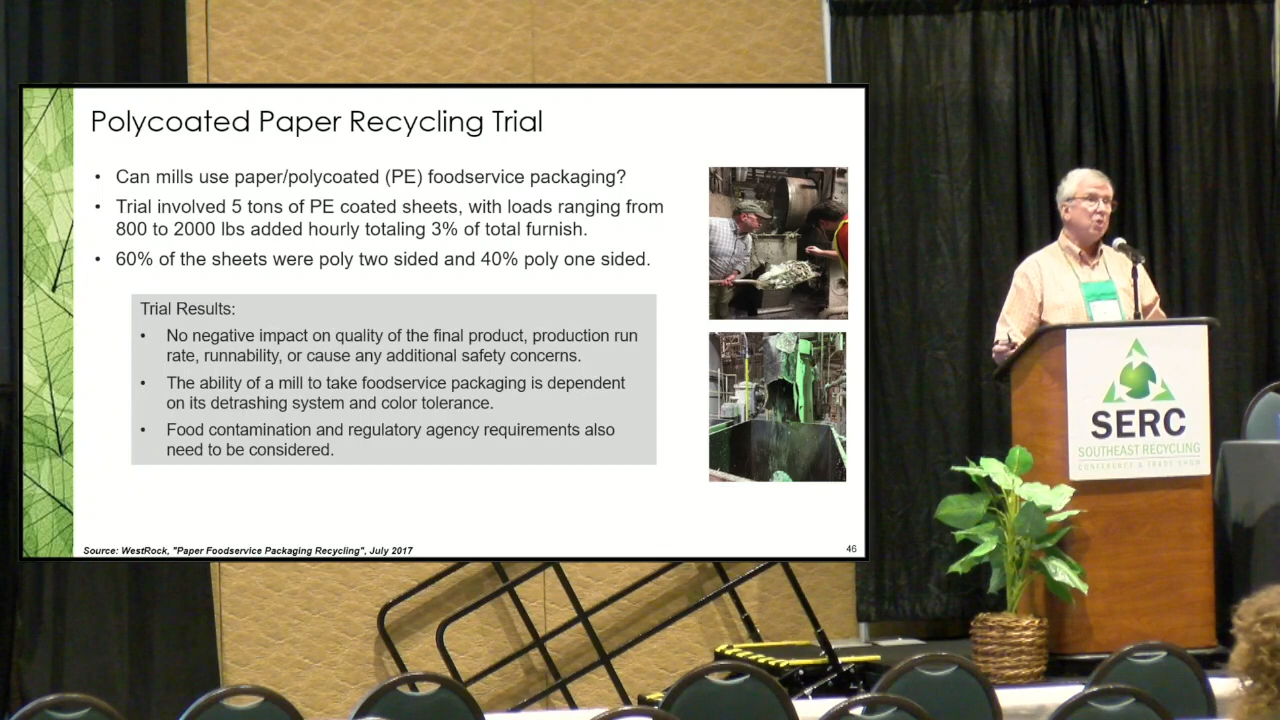 Polycoated Paper Recycling Trial
• Can mills use paper/polycoated (PE) foodservice packaging?
• Trial involved 5 tons of PE coated sheets, with loads ranging from
800 to 2000 lbs added hourly totaling 3% of total furnish.
• 60% of the sheets were poly two sided and 40% poly one sided.
Trial Results:
• No negative impact on quality of the final product, production run
rate, runnability, or cause any additional safety concerns.
• The ability of a mill to take foodservice packaging is dependent
on its detrashing system and color tolerance.
• Food contamination and regulatory agency requirements also
need to be considered.
Source: WestRock, "Paper Foodservice Packaging Recycling", July 2017
46
SERC
SOUTHEAST RECYCLING
CONFERENCE & TRADE SHOW